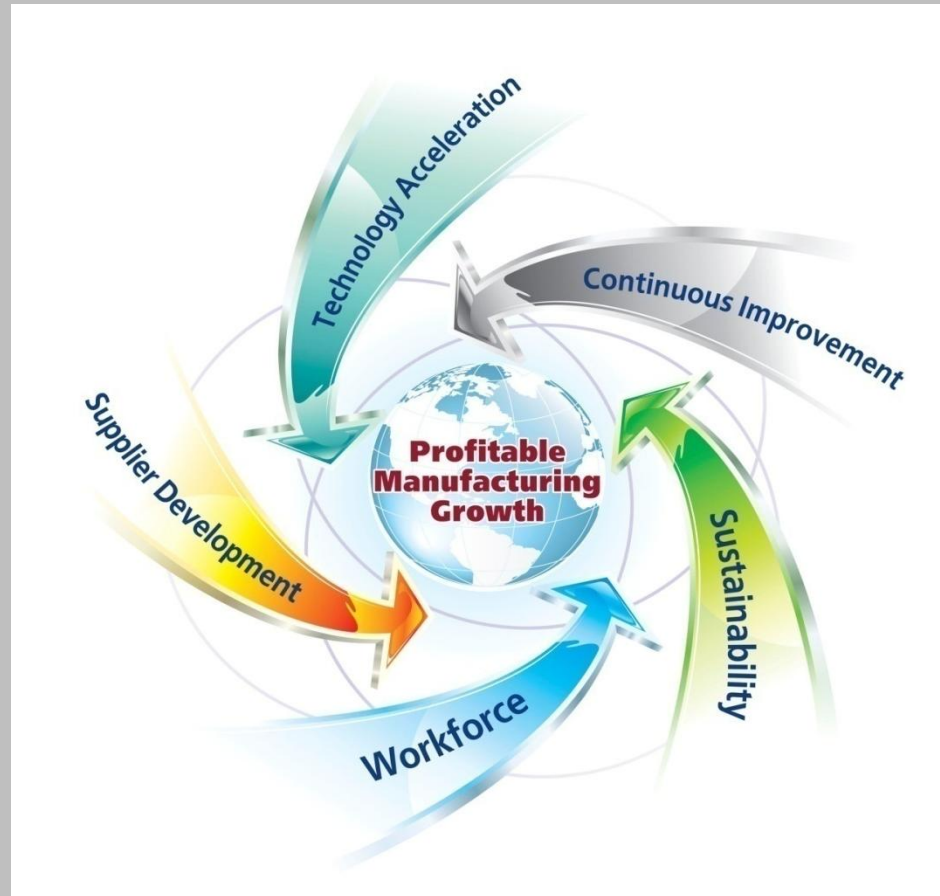 Technology Acceleration
Continuous Improvement
Supplier Development
Profitable
Manufacturing
Growth
Sustainability
Workforce